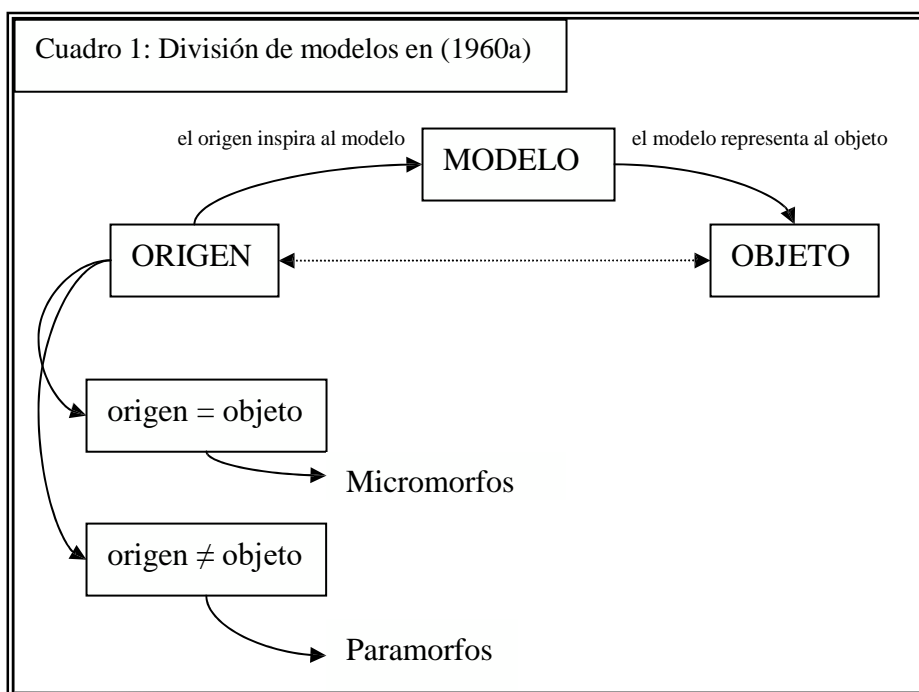 Cuadro 1: División de modelos en (1960a)
el origen inspira al modelo
MODELO
el modelo representa al objeto
ORIGEN
OBJETO
origen = objeto
Micromorfos
origen ≠ objeto
Paramorfos